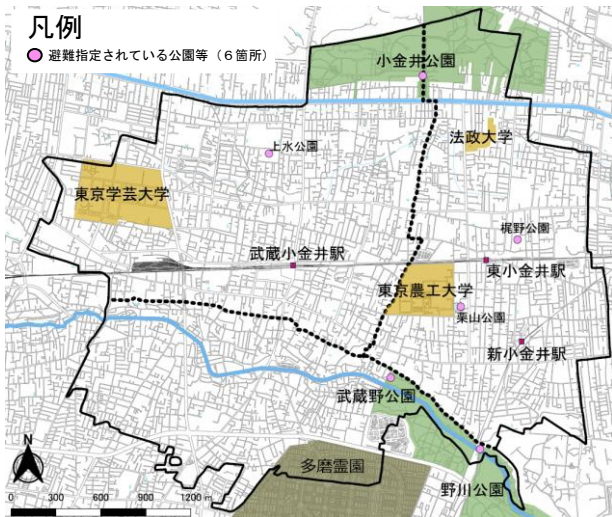 凡例
避難指定されている公園等(6箇所)
小金井公園
法政大学
上水公園
東京学芸大学
梶野公園
武蔵小金井駅
東小金井駅
東京農工大学
栗山公園
新小金井駅
武蔵野公園
N
多磨霊園
野川公園
0 300 600 900 1200 m